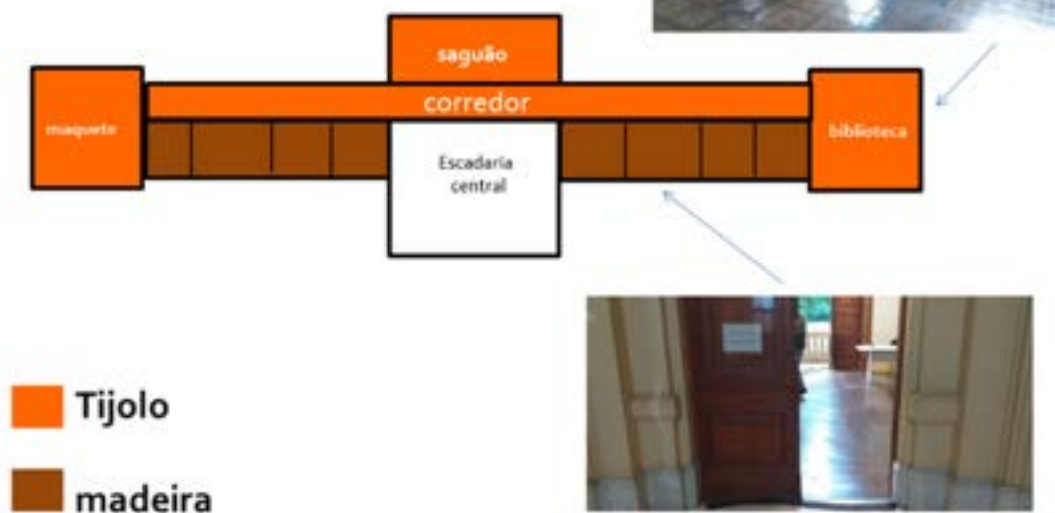 saguão
corredor
maquete
biblioteca
Escadaria
central
Tijolo
madeira